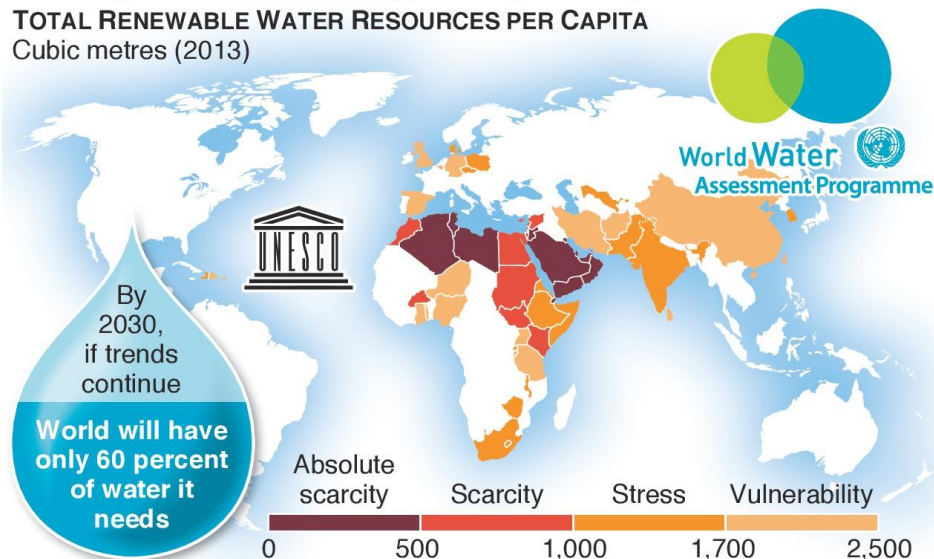 TOTAL RENEWABLE WATER RESOURCES PER CAPITA
Cubic metres (2013)
World Water
Assessment Programme
UNESCO
By
2030,
if trends
continue
World will have
only 60 percent
of water it
needs
Absolute
scarcity
Scarcity
Stress
Vulnerability
0
500
1,000
1,700
2,500